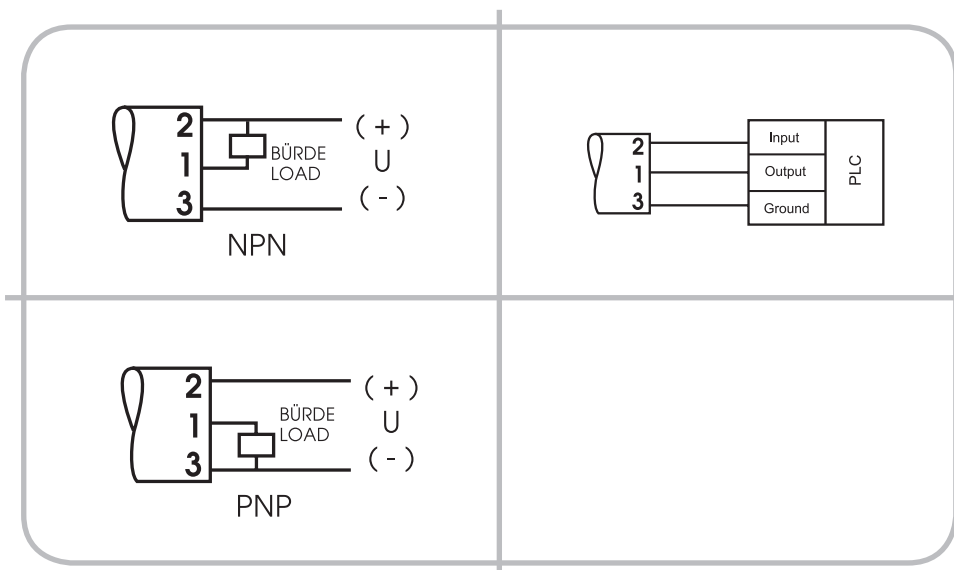 2
1
3
BÜRDE
LOAD
( + )
U
( - )
NPN
2
1
3
Input
Output
Ground
PLC
2
1
3
BÜRDE
LOAD
( + )
U
( - )
PNP